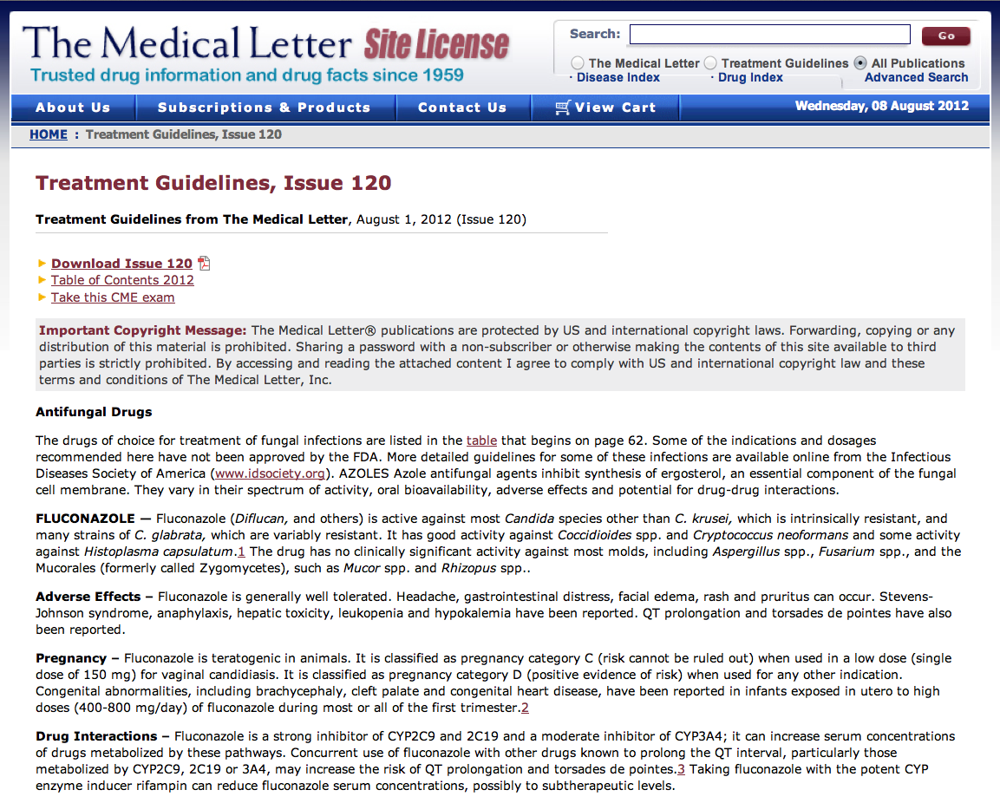 The Medical Letter Site License
Trusted drug information and drug facts since 1959
Search:
Go
The Medical Letter Treatment Guidelines All Publications
· Disease Index · Drug Index Advanced Search
About Us Subscriptions & Products Contact Us View Cart Wednesday, 08 August 2012
HOME : Treatment Guidelines, Issue 120
Treatment Guidelines, Issue 120
Treatment Guidelines from The Medical Letter, August 1, 2012 (Issue 120)
Download Issue 120
Table of Contents 2012
Take this CME exam
Important Copyright Message: The Medical Letter® publications are protected by US and international copyright laws. Forwarding, copying or any
distribution of this material is prohibited. Sharing a password with a non-subscriber or otherwise making the contents of this site available to third
parties is strictly prohibited. By accessing and reading the attached content I agree to comply with US and international copyright law and these
terms and conditions of The Medical Letter, Inc.
Antifungal Drugs
The drugs of choice for treatment of fungal infections are listed in the table that begins on page 62. Some of the indications and dosages
recommended here have not been approved by the FDA. More detailed guidelines for some of these infections are available online from the Infectious
Diseases Society of America (www.idsociety.org). AZOLES Azole antifungal agents inhibit synthesis of ergosterol, an essential component of the fungal
cell membrane. They vary in their spectrum of activity, oral bioavailability, adverse effects and potential for drug-drug interactions.
FLUCONAZOLE — Fluconazole (Diflucan, and others) is active against most Candida species other than C. krusei, which is intrinsically resistant, and
many strains of C. glabrata, which are variably resistant. It has good activity against Coccidioides spp. and Cryptococcus neoformans and some activity
against Histoplasma capsulatum.1 The drug has no clinically significant activity against most molds, including Aspergillus spp., Fusarium spp., and the
Mucorales (formerly called Zygomycetes), such as Mucor spp. and Rhizopus spp..
Adverse Effects – Fluconazole is generally well tolerated. Headache, gastrointestinal distress, facial edema, rash and pruritus can occur. Stevens-
Johnson syndrome, anaphylaxis, hepatic toxicity, leukopenia and hypokalemia have been reported. QT prolongation and torsades de pointes have also
been reported.
Pregnancy – Fluconazole is teratogenic in animals. It is classified as pregnancy category C (risk cannot be ruled out) when used in a low dose (single
dose of 150 mg) for vaginal candidiasis. It is classified as pregnancy category D (positive evidence of risk) when used for any other indication.
Congenital abnormalities, including brachycephaly, cleft palate and congenital heart disease, have been reported in infants exposed in utero to high
doses (400-800 mg/day) of fluconazole during most or all of the first trimester.2
Drug Interactions – Fluconazole is a strong inhibitor of CYP2C9 and 2C19 and a moderate inhibitor of CYP3A4; it can increase serum concentrations
of drugs metabolized by these pathways. Concurrent use of fluconazole with other drugs known to prolong the QT interval, particularly those
metabolized by CYP2C9, 2C19 or 3A4, may increase the risk of QT prolongation and torsades de pointes.3 Taking fluconazole with the potent CYP
enzyme inducer rifampin can reduce fluconazole serum concentrations, possibly to subtherapeutic levels.